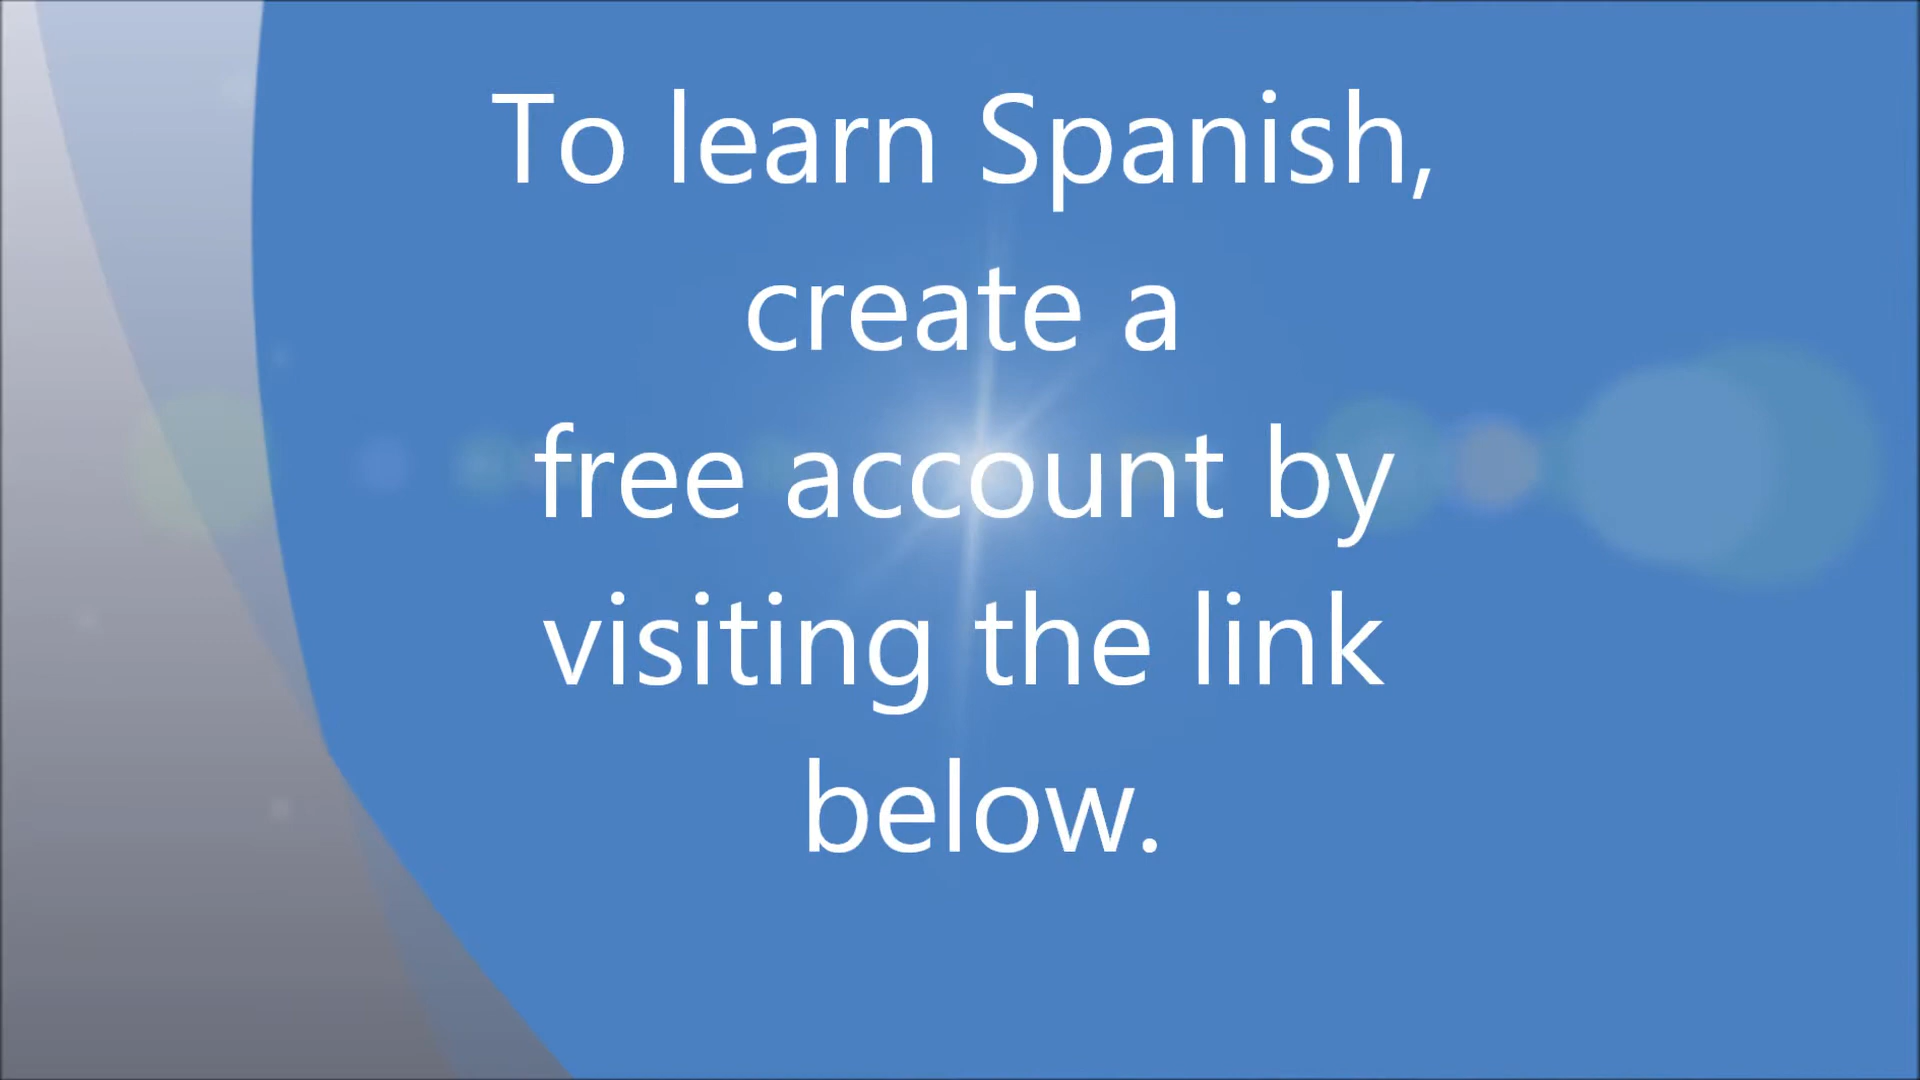 To learn Spanish,
create a
free account by
visiting the link
below.